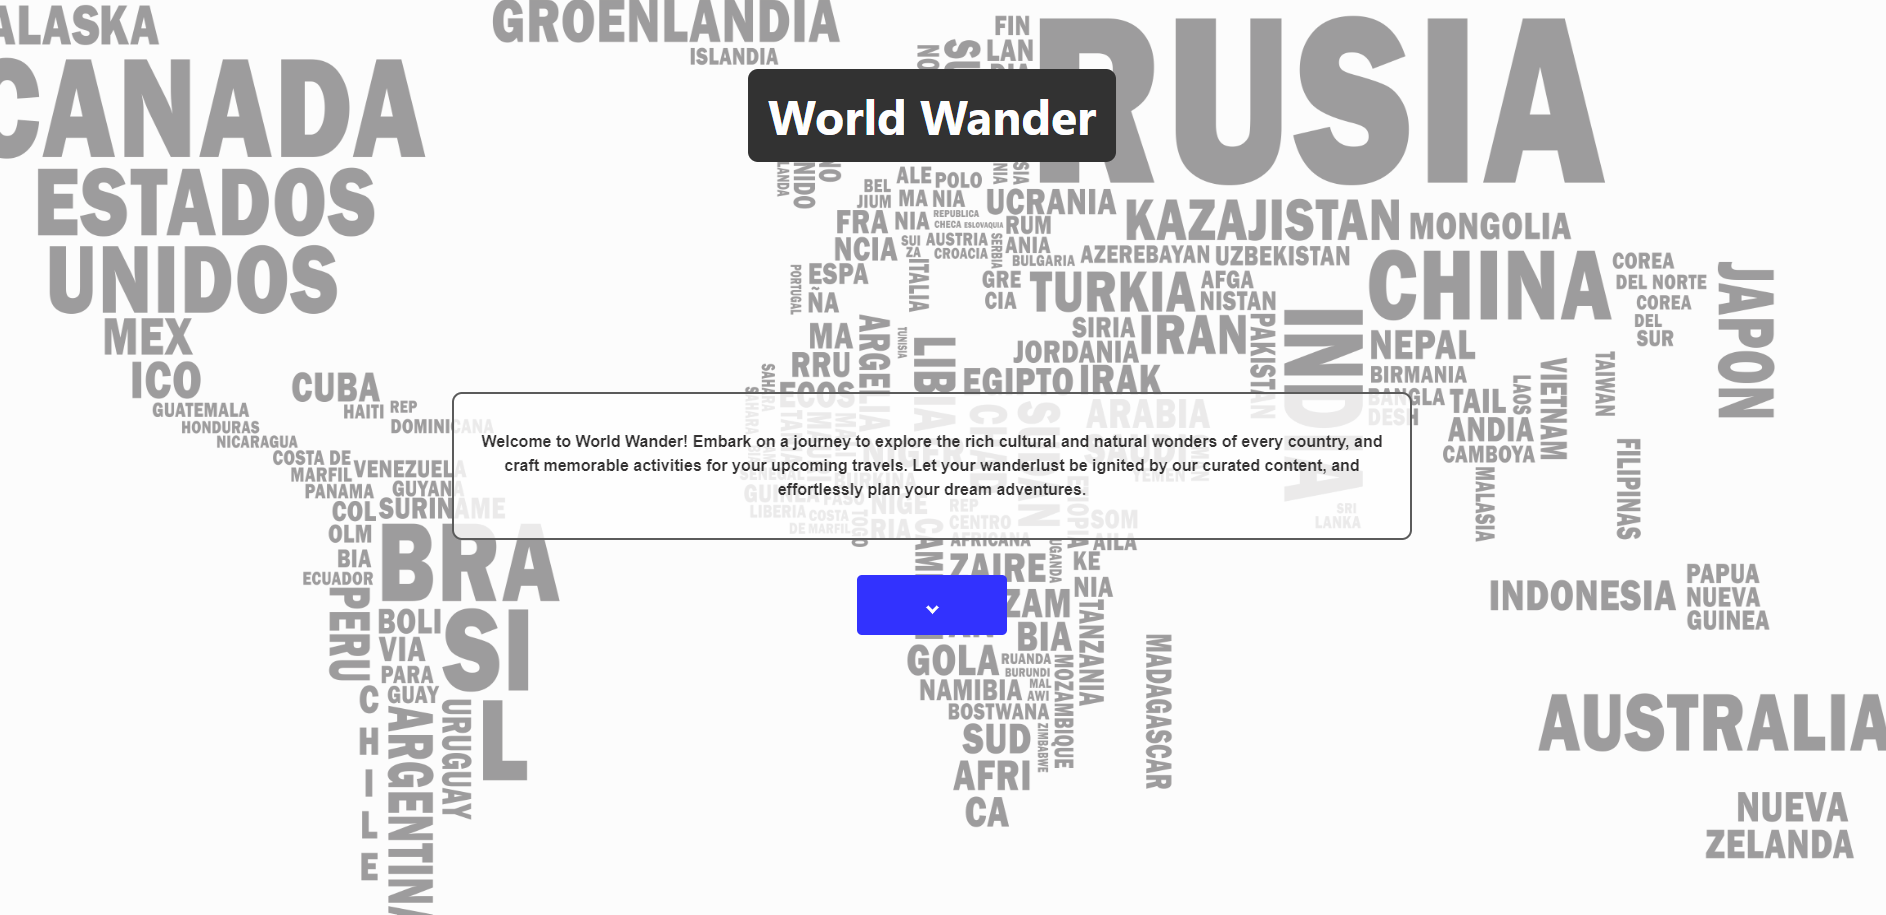 ALASKA
GROENLANDIA
ISLANDIA
FIN
LAN
RUSIA
CANADA
World Wander
ESTADOS
UNIDOS
MEX
ICO
CUBA
GUATEMALA
HAITI REP
HONDURAS
DOMINICANA
NICARAGUA
COSTA DE
MARFIL VENEZUELA
PANAMA GUYANA
COL SURINAME
OLM
BIA
ECUADOR
BRA
SI
L
PERU
BOLI
VIA
PARA
GUAY
CHILE
ARGENTINA
URUGUAY
NIDO
BEL
JIUM
ALE POLO
MA NIA
NIA
UCRANIA
KAZAJISTAN MONGOLIA
FRA
NCIA
REPUBLICA
CHECA ESLOVAQUIA
RUM
ANIA
SUI
ZA
AUSTRIA
CROACIA
SERBIA
BULGARIA
AZEREBAYAN UZBEKISTAN
PORTUGAL
ESPA
ÑA
ITALIA
GRE
CIA
TURKIA
AFGA
NISTAN
CHINA
COREA
DEL NORTE
COREA
DEL
SUR
JAPON
MA
RRU
ECOS
ARGELIA
TUNISIA
LIBIA
SIRIA
JORDANIA
IRAN
PAKISTAN
INDIA
NEPAL
EGIPTO IRAK
BIRMANIA
BANGLA
DESH
TAIL
ANDIA
LAOS
VIETNAM
TAIWAN
CAMBOYA
MALASIA
FILIPINAS
SAHARA
ARABIA
SAUDI
YEMEN
NIGER
CHAD
SUDAN
Welcome to World Wander! Embark on a journey to explore the rich cultural and natural wonders of every country, and
craft memorable activities for your upcoming travels. Let your wanderlust be ignited by our curated content, and
effortlessly plan your dream adventures.
SENEGAL
GUINEA
LIBERIA
BURKINA
FASO
COSTA
DE MARFIL
TOGO
NIGE
RIA
REP
CENTRO
AFRICANA
ETIOPIA
SOM
AILA
SRI
LANKA
ZAIRE
UGANDA
KE
NIA
ZAM
BIA
TANZANIA
GOLA
RUANDA
BURUNDI
NAMIBIA
MAL
AWI
BOSTWANA
MOZAMBIQUE
ZIMBABWE
SUD
AFRI
CA
MADAGASCAR
INDONESIA
PAPUA
NUEVA
GUINEA
AUSTRALIA
NUEVA
ZELANDA